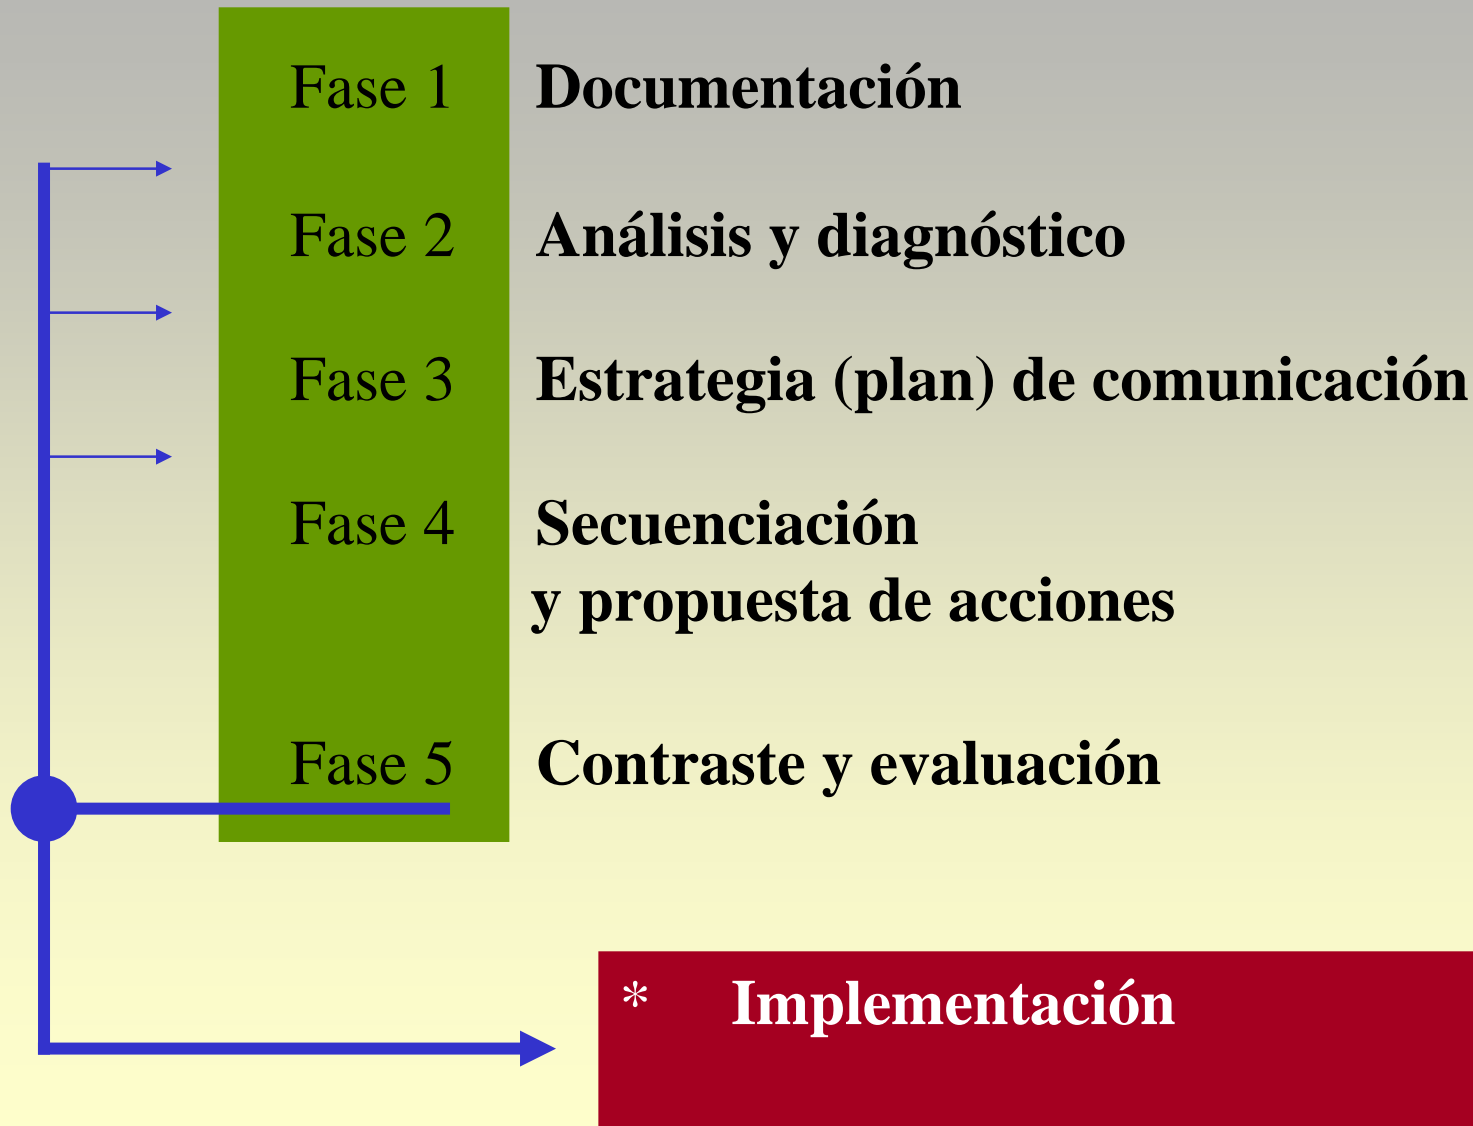 Fase 1 Documentación
Fase 2 Análisis y diagnóstico
Fase 3 Estrategia (plan) de comunicación
Fase 4 Secuenciación
y propuesta de acciones
Fase 5 Contraste y evaluación
* Implementación